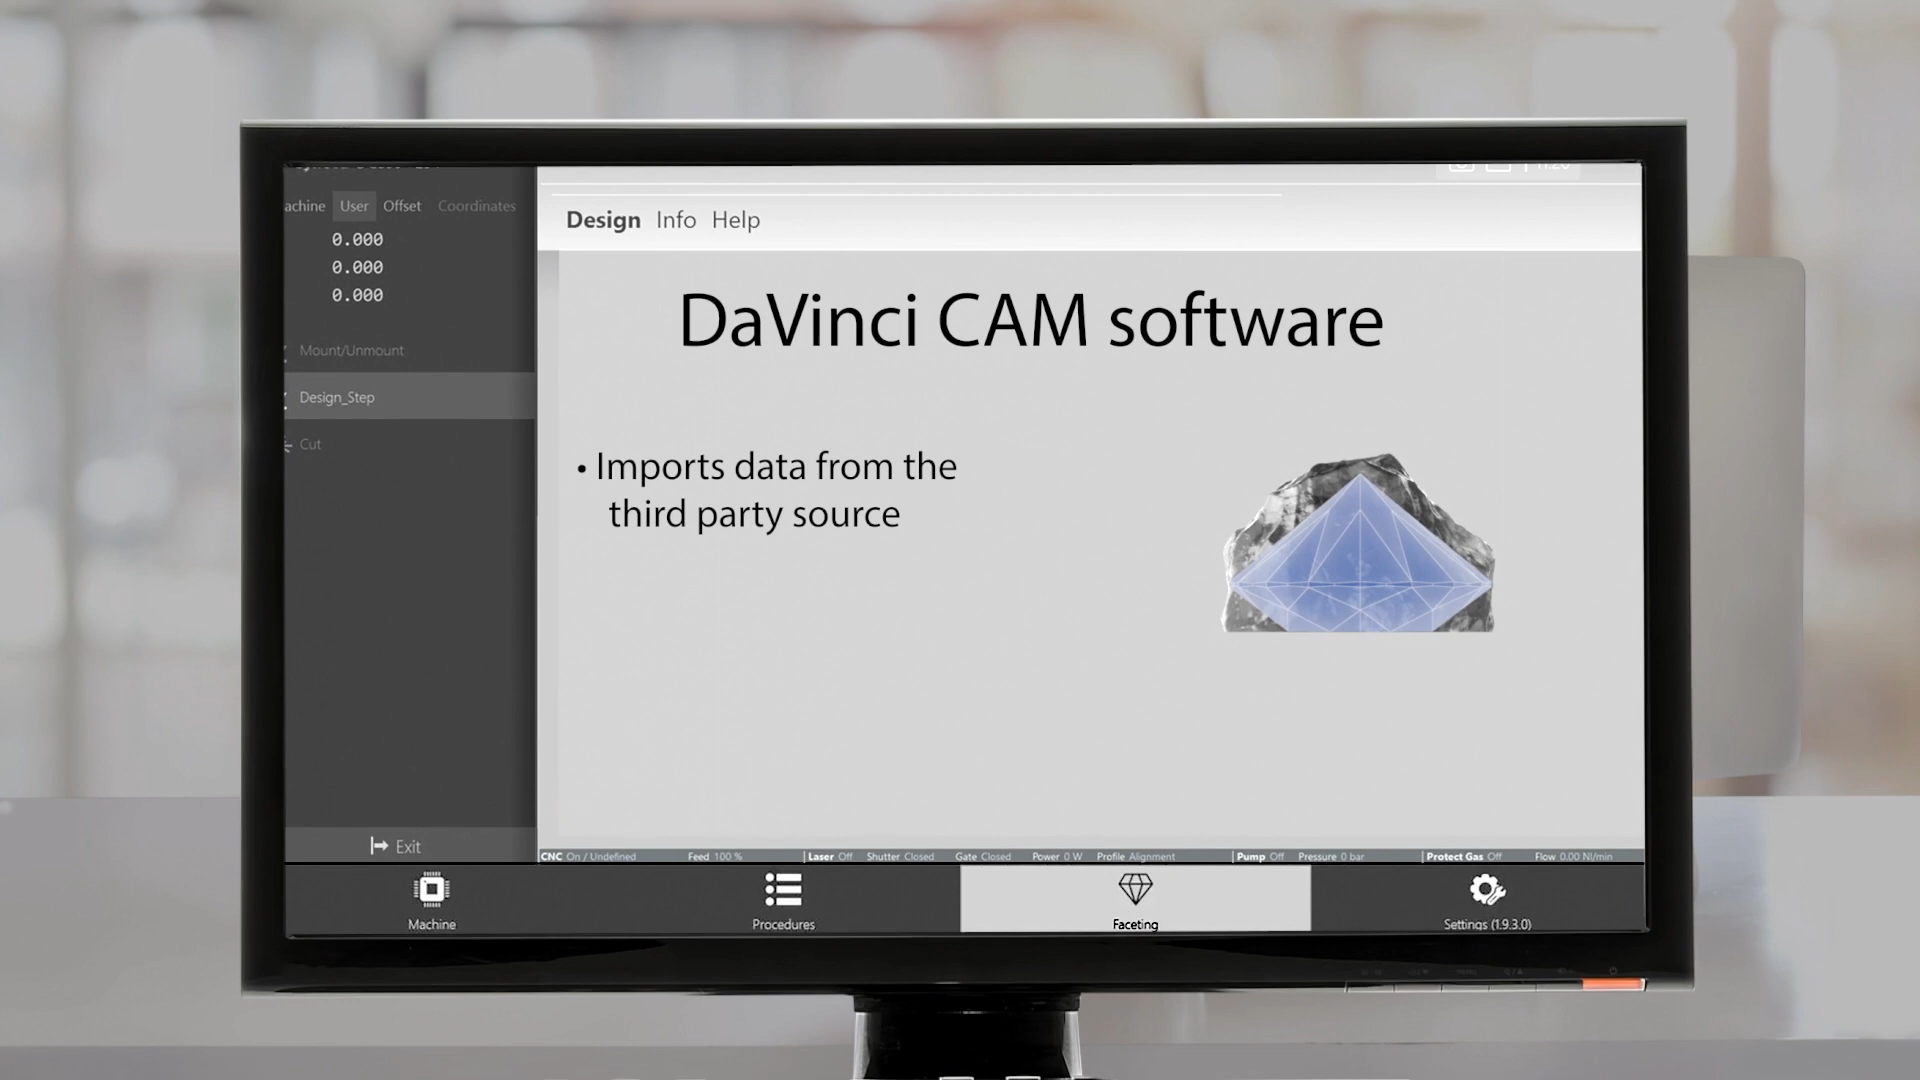 achine User Offset Coordinates
0.000
0.000
0.000
Mount/Unmount
Design_Step
Cut
Exit
Design Info Help
DaVinci CAM software
• Imports data from the
third party source
CNC On / Undefined Feed 100 % Laser Off Shutter Closed Gate Closed Power 0 W Profile Alignment Pump Off Pressure 0 bar Protect Gas Off Flow 0.00 Nl/min
Machine Procedures Faceting Settings (1.9.3.0)